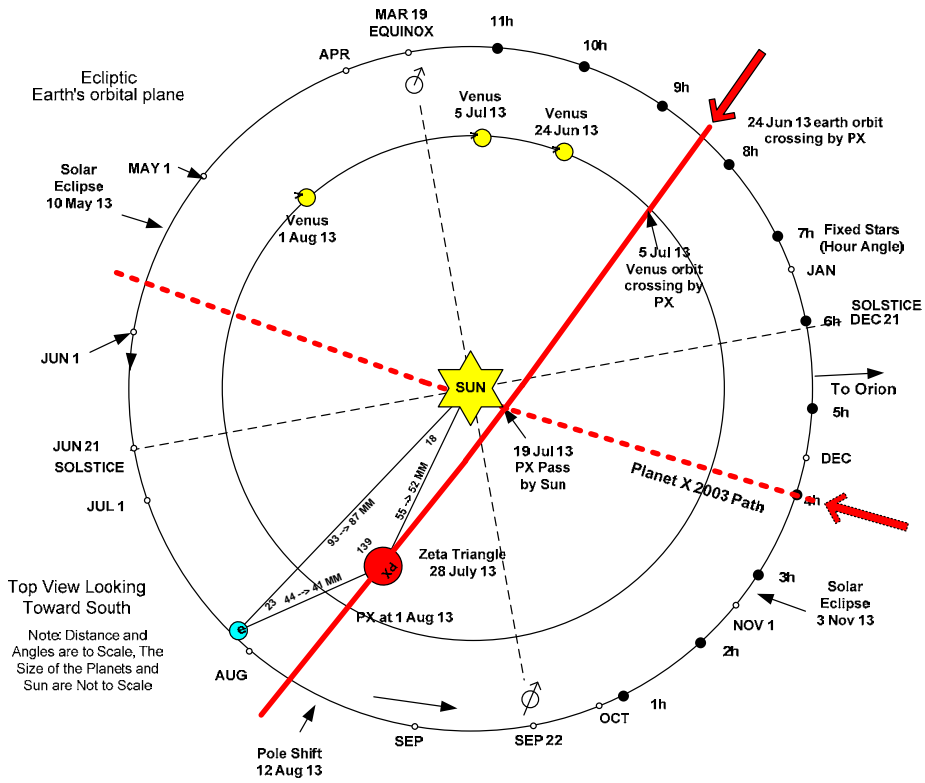 MAR 19
EQUINOX
11h
10h
9h
APR
Ecliptic
Earth's orbital plane
Venus
5 Jul 13
Venus
24 Jun 13
24 Jun 13 earth orbit
crossing by PX
8h
MAY 1
Solar
Eclipse
10 May 13
Venus
1 Aug 13
7h
Fixed Stars
(Hour Angle)
JAN
5 Jul 13
Venus orbit
crossing by
PX
SOLSTICE
DEC 21
6h
JUN 1
SUN
To Orion
5h
JUN 21
SOLSTICE
18
19 Jul 13
PX Pass
by Sun
DEC
Planet X 2003 Path
4h
JUL 1
93 --> 87 MM
55 --> 52 MM
139
Zeta Triangle
28 July 13
PX
3h
Top View Looking
Toward South
Note: Distance and
Angles are to Scale, The
Size of the Planets and
Sun are Not to Scale
23
44 --> 41 MM
e
PX at 1 Aug 13
Solar
Eclipse
3 Nov 13
NOV 1
2h
AUG
1h
OCT
SEP
SEP 22
Pole Shift
12 Aug 13